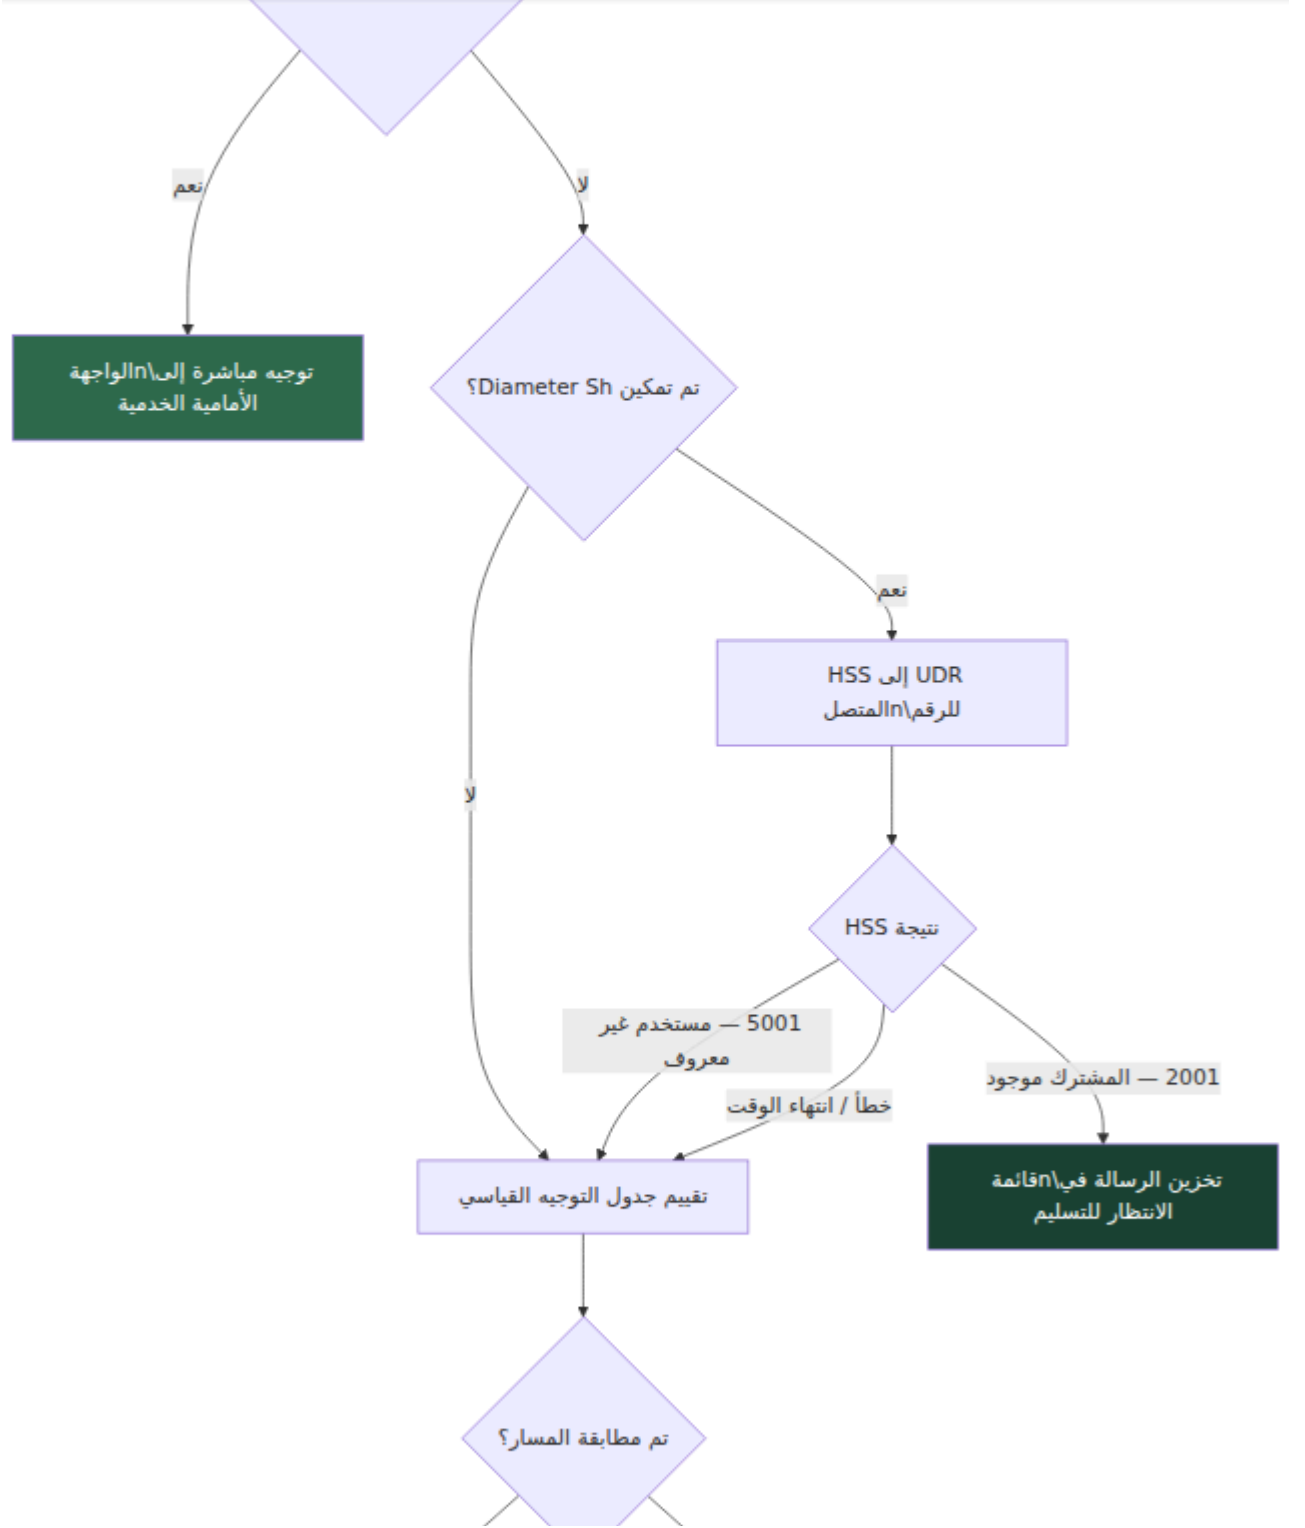 نعم
لا
توجيه مباشرة إلى\nالواجهة
الأمامية الخدمية
تم تمكين Diameter Sh؟
نعم
UDR إلى HSS
للرقم\nالمتصل
لا
نتيجة HSS
5001 — مستخدم غير
معروف
2001 — المشترك موجود
خطأ / انتهاء الوقت
تخزين الرسالة في\nقائمة
الانتظار للتسليم
تقييم جدول التوجيه القياسي
تم مطابقة المسار؟